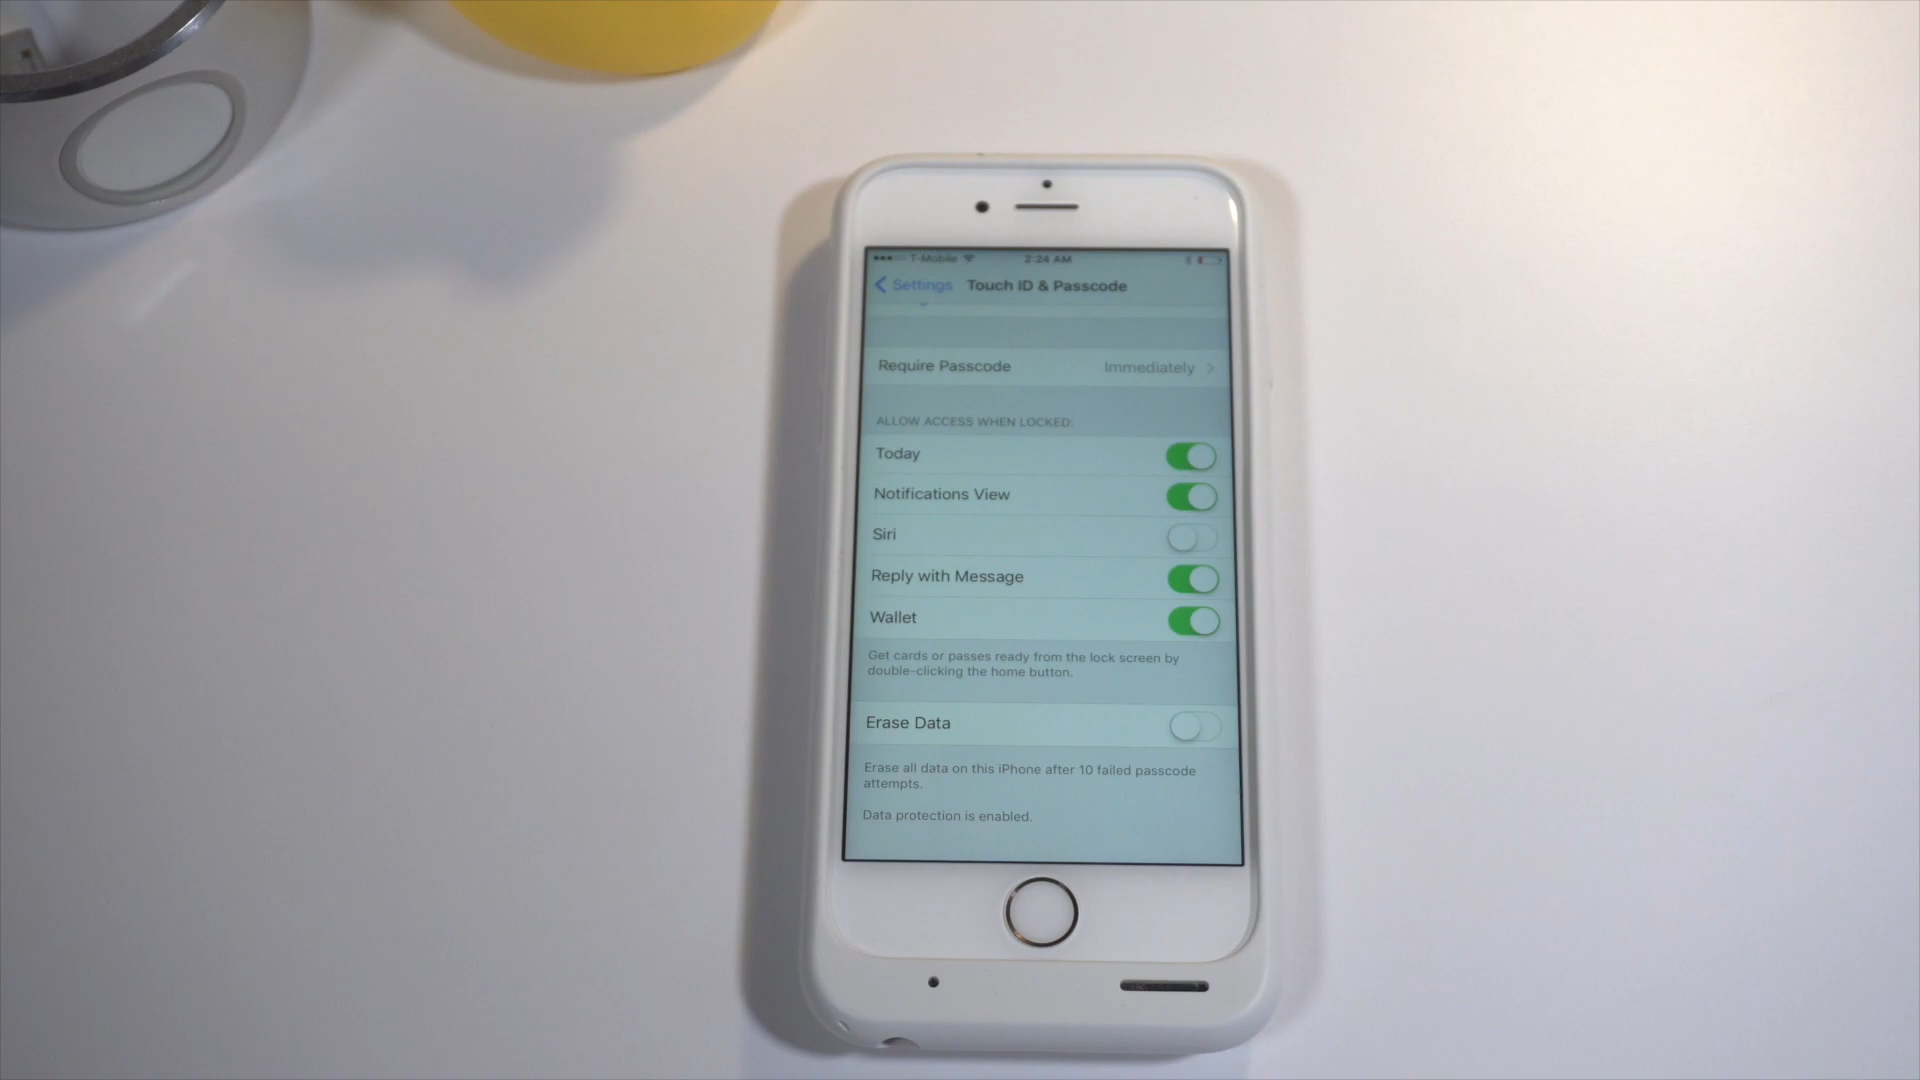 T-Mobile 2:24 AM
Settings Touch ID & Passcode
Require Passcode Immediately
ALLOW ACCESS WHEN LOCKED:
Today
Notifications View
Siri
Reply with Message
Wallet
Get cards or passes ready from the lock screen by
double-clicking the home button.
Erase Data
Erase all data on this iPhone after 10 failed passcode
attempts.
Data protection is enabled.